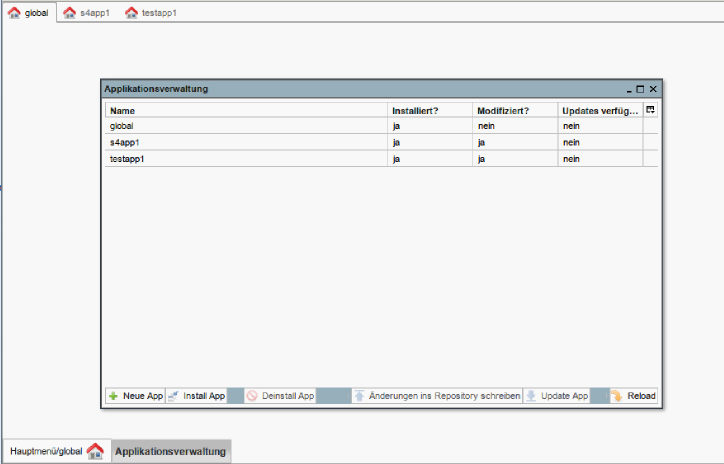 global s4app1 testapp1
Applikationsverwaltung
Name Installiert? Modifiziert? Updates verfüg...
global ja nein nein
s4app1 ja ja nein
testapp1 ja ja nein
Neue App Install App Deinstall App Änderungen ins Repository schreiben Update App Reload
Hauptmenü/global Applikationsverwaltung